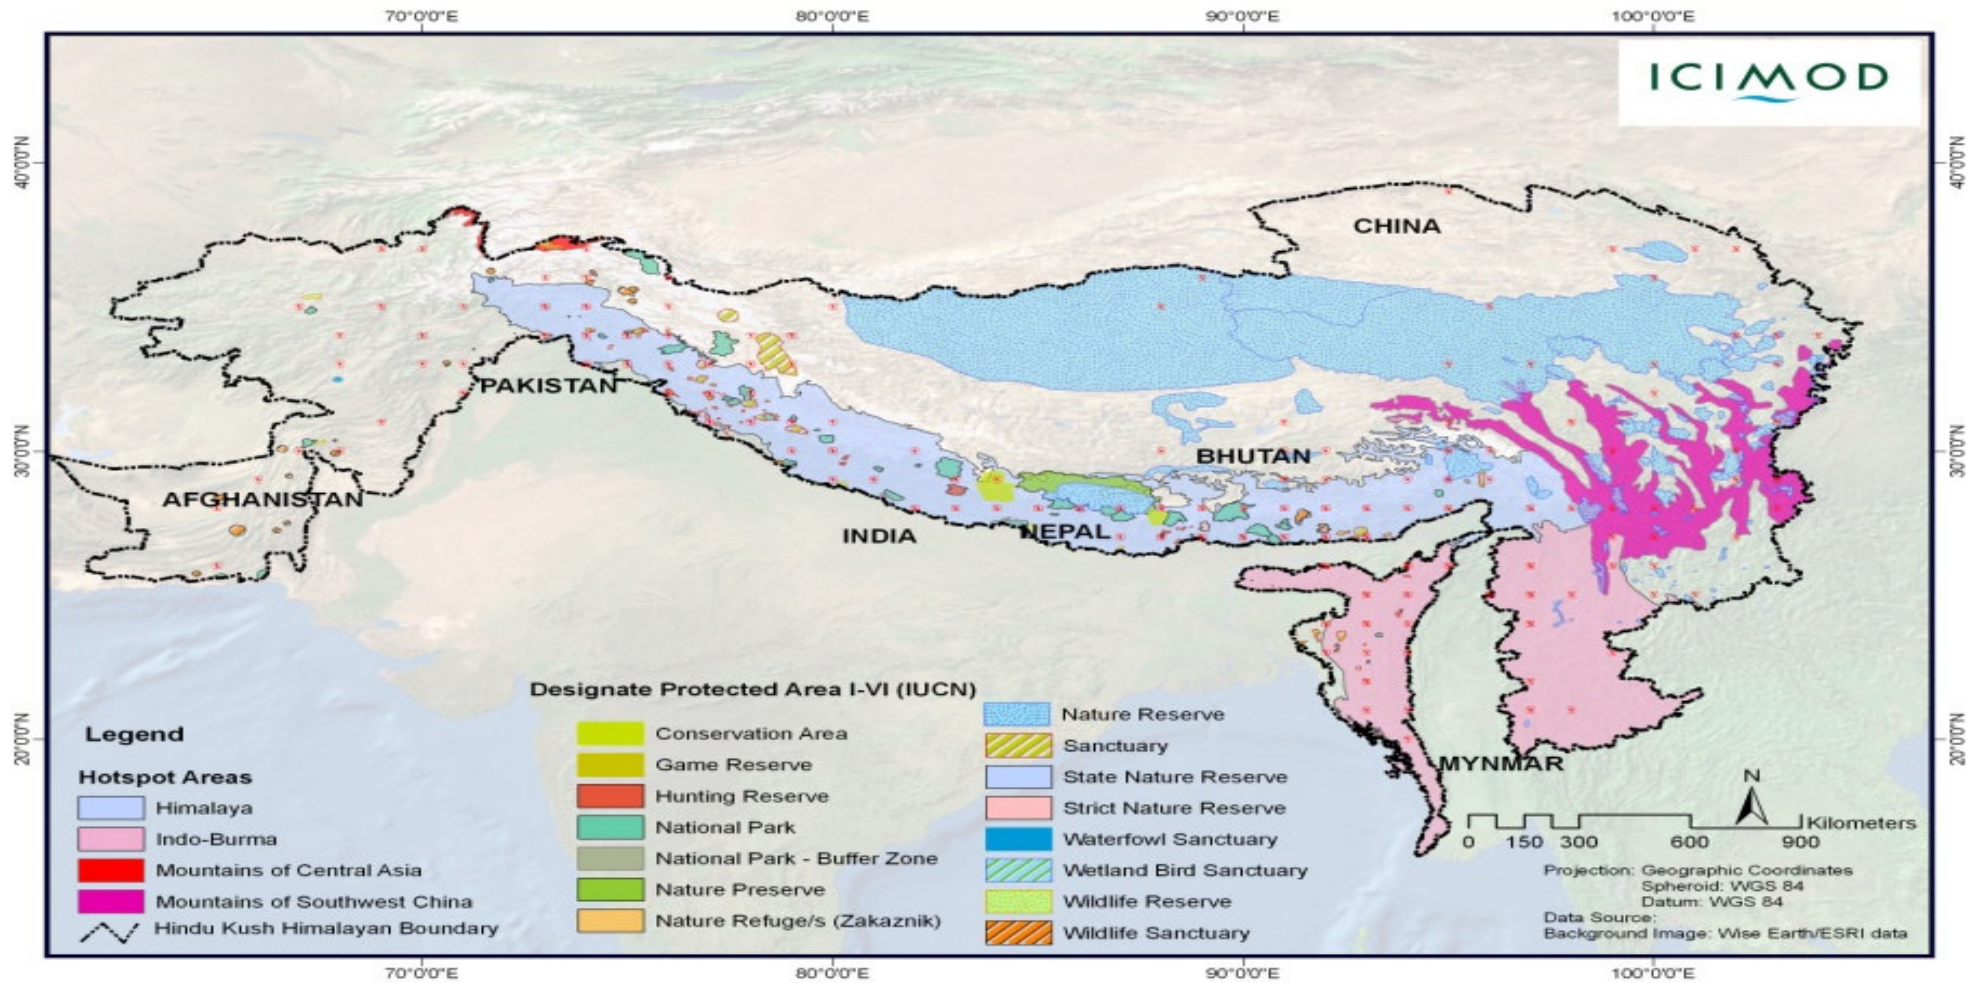 70°0'0"E 80°0'0"E 90°0'0"E 100°0'0"E
ICIMOD
40°0'0"N 40°0'0"N
CHINA
PAKISTAN
30°0'0"N BHUTAN 30°0'0"N
AFGHANISTAN
INDIA NEPAL
Designate Protected Area I-VI (IUCN)
20°0'0"N 20°0'0"N
MYNMAR
Legend
Hotspot Areas
Himalaya
Indo-Burma
Mountains of Central Asia
Mountains of Southwest China
Hindu Kush Himalayan Boundary
Conservation Area
Game Reserve
Hunting Reserve
National Park
National Park - Buffer Zone
Nature Preserve
Nature Refuge/s (Zakaznik)
Nature Reserve
Sanctuary
State Nature Reserve
Strict Nature Reserve
Waterfowl Sanctuary
Wetland Bird Sanctuary
Wildlife Reserve
Wildlife Sanctuary
N
Kilometers
0 150 300 600 900
Projection: Geographic Coordinates
Spheroid: WGS 84
Datum: WGS 84
Data Source:
Background Image: Wise Earth/ESRI data
70°0'0"E 80°0'0"E 90°0'0"E 100°0'0"E